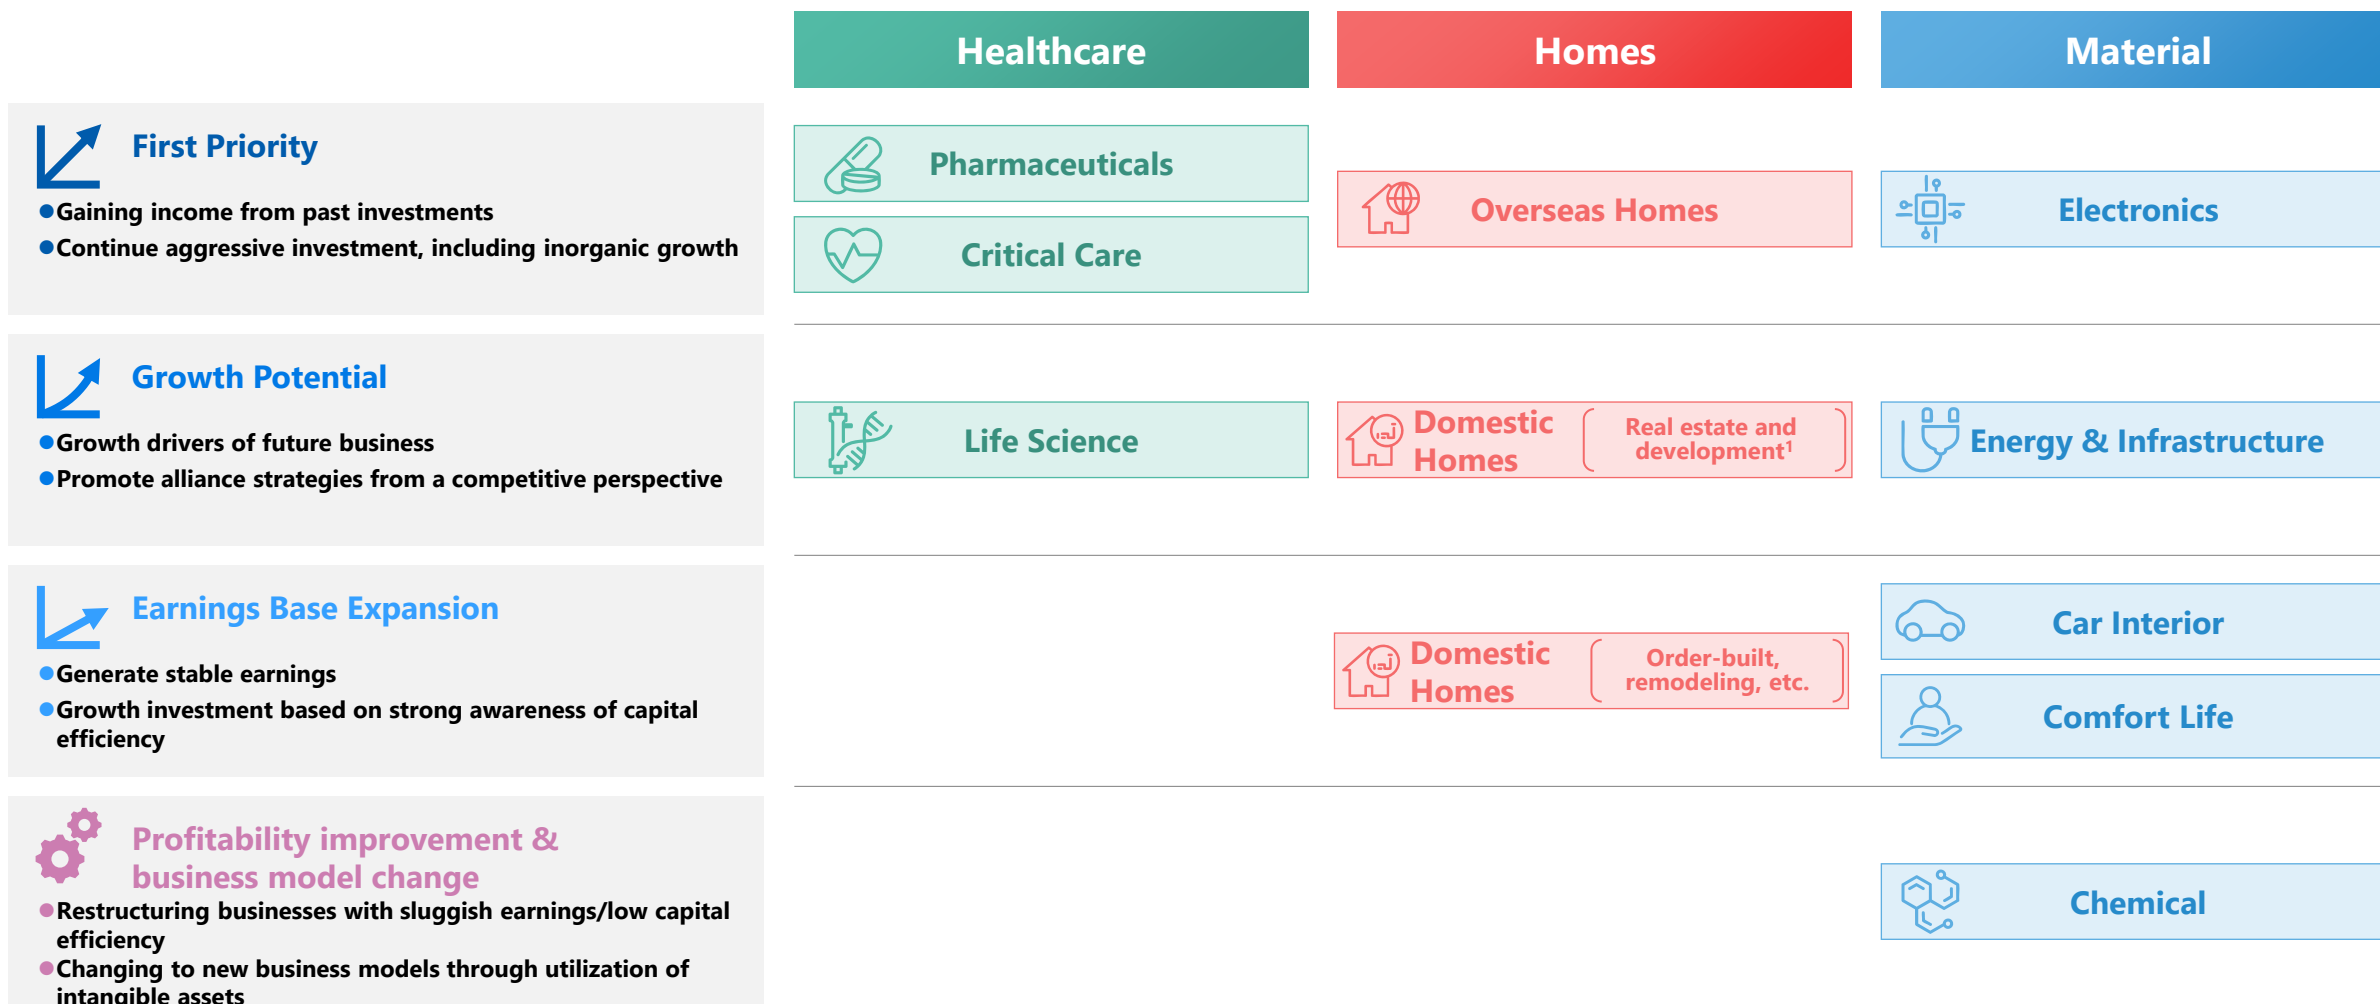 Healthcare
Homes
Material
First Priority
●Gaining income from past investments
●Continue aggressive investment, including inorganic growth
Pharmaceuticals
Critical Care
Overseas Homes
Electronics
Growth Potential
●Growth drivers of future business
●Promote alliance strategies from a competitive perspective
Life Science
Domestic
Homes
Real estate and
development¹
Energy & Infrastructure
Earnings Base Expansion
●Generate stable earnings
●Growth investment based on strong awareness of capital
efficiency
Domestic
Homes
Order-built,
remodeling, etc.
Car Interior
Comfort Life
Profitability improvement &
business model change
●Restructuring businesses with sluggish earnings/low capital
efficiency
●Changing to new business models through utilization of
intangible assets
Chemical